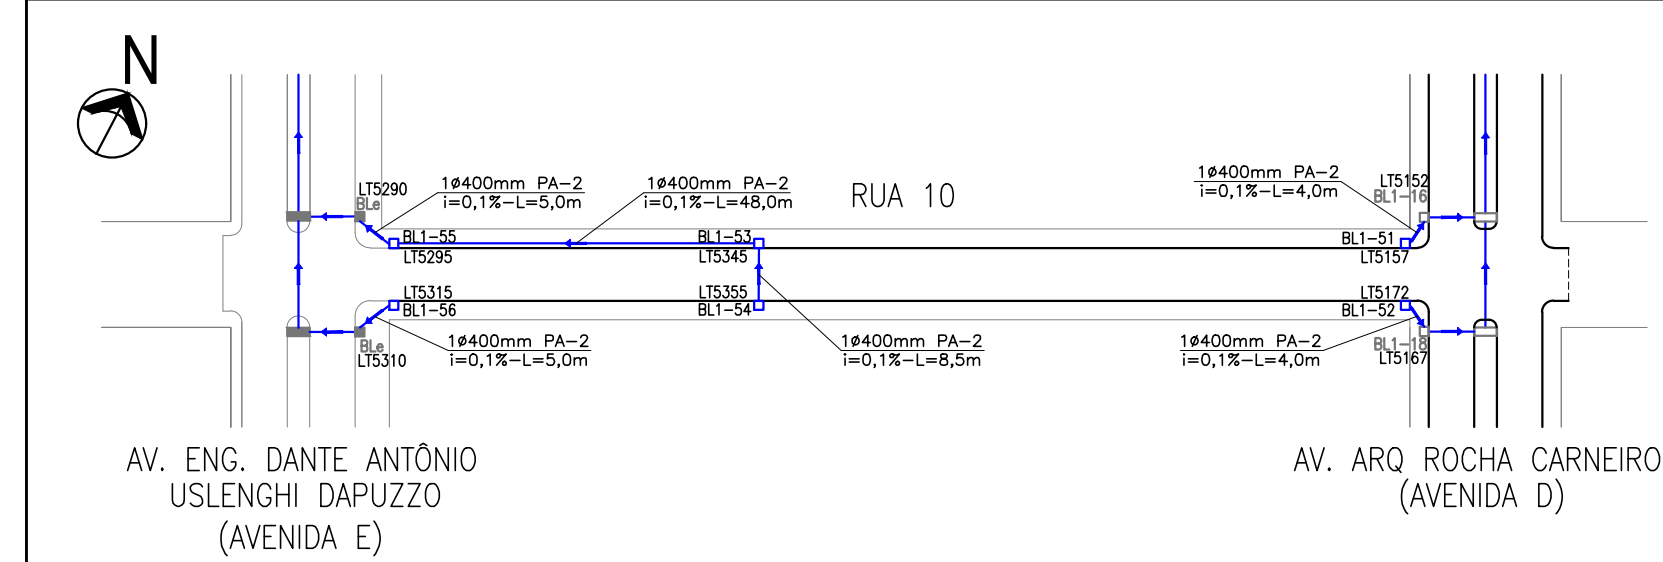 N
LT5290
BLe
1ø400mm PA-2
i=0,1%-L=5,0m
1ø400mm PA-2
i=0,1%-L=48,0m
RUA 10
1ø400mm PA-2
i=0,1%-L=4,0m
LT5152
BL1-16
BL1-55
LT5295
BL1-53
LT5345
BL1-51
LT5157
LT5315
BL1-56
LT5355
BL1-54
LT5172
BL1-52
BLe
LT5310
1ø400mm PA-2
i=0,1%-L=5,0m
1ø400mm PA-2
i=0,1%-L=8,5m
1ø400mm PA-2
i=0,1%-L=4,0m
BL1-18
LT5167
AV. ENG. DANTE ANTÔNIO
USLENGHI DAPUZZO
(AVENIDA E)
AV. ARQ ROCHA CARNEIRO
(AVENIDA D)